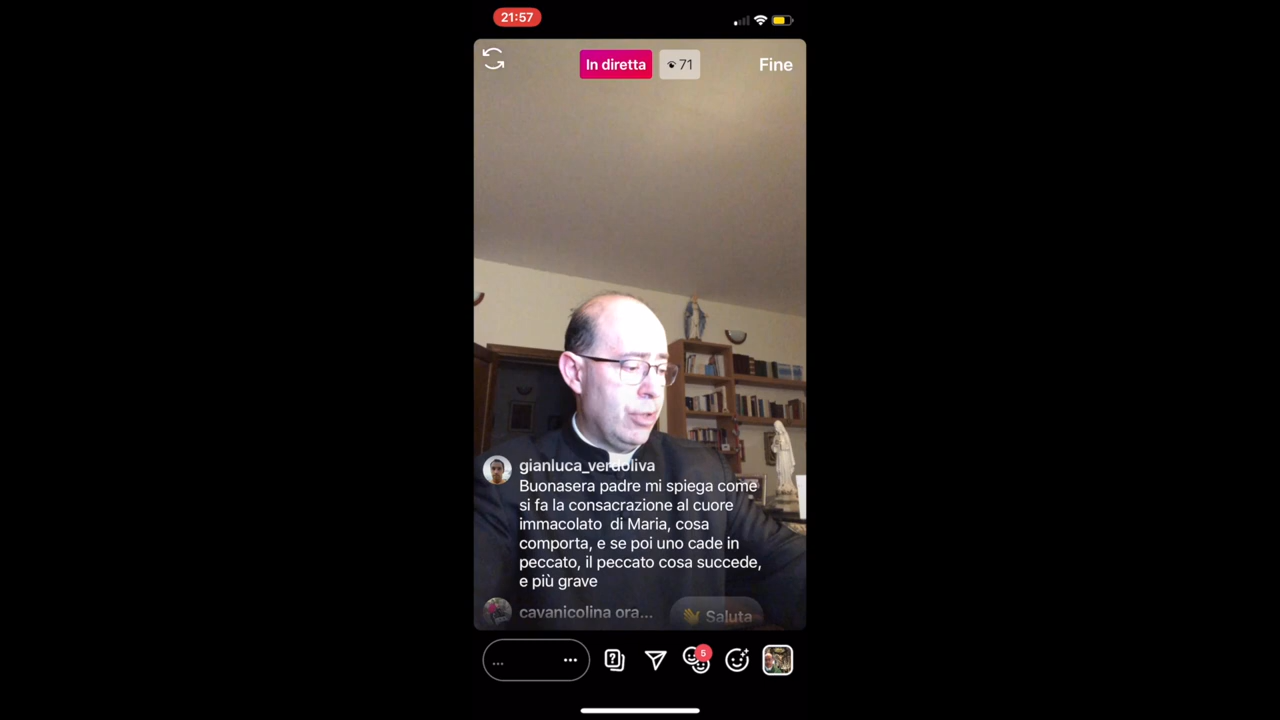 21:57
In diretta
71
Fine
gianluca_verdoliva
Buonasera padre mi spiega come
si fa la consacrazione al cuore
immacolato di Maria, cosa
comporta, e se poi uno cade in
peccato, il peccato cosa succede,
e più grave
cavanicolina ora...
Saluta
...
5